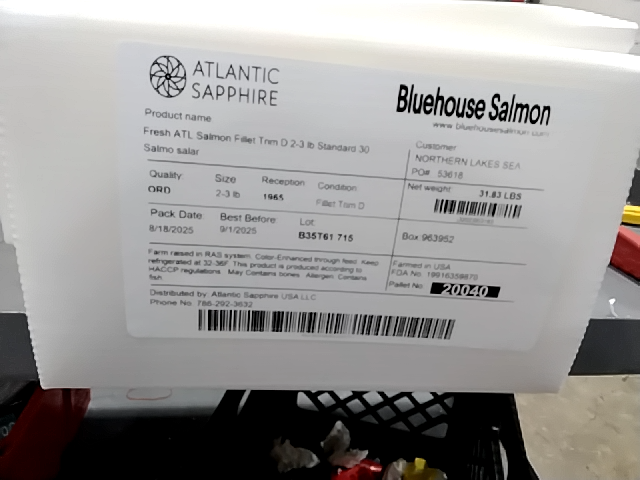 ATLANTIC
SAPPHIRE
Bluehouse Salmon
www.bluehousesalmon.com
Product name
Fresh ATL Salmon Fillet Trim D 2-3 lb Standard 30
Salmo salar
Customer
NORTHERN LAKES SEA
PO#: 53618
Quality: Size Reception Condition
ORD 2-3 lb 1965 Fillet Trim D
Net weight: 31.83 LBS
Pack Date: Best Before: Lot:
8/18/2025 9/1/2025 B35T61 715
Box:963952
Farm raised in RAS system. Color-Enhanced through feed. Keep
refrigerated at 32-36F. This product is produced according to
HACCP regulations. May Contains bones. Allergen: Contains
fish.
Farmed in USA
FDA No. 19916359870
Pallet No. 20040
Distributed by: Atlantic Sapphire USA LLC
Phone No. 786-292-3632